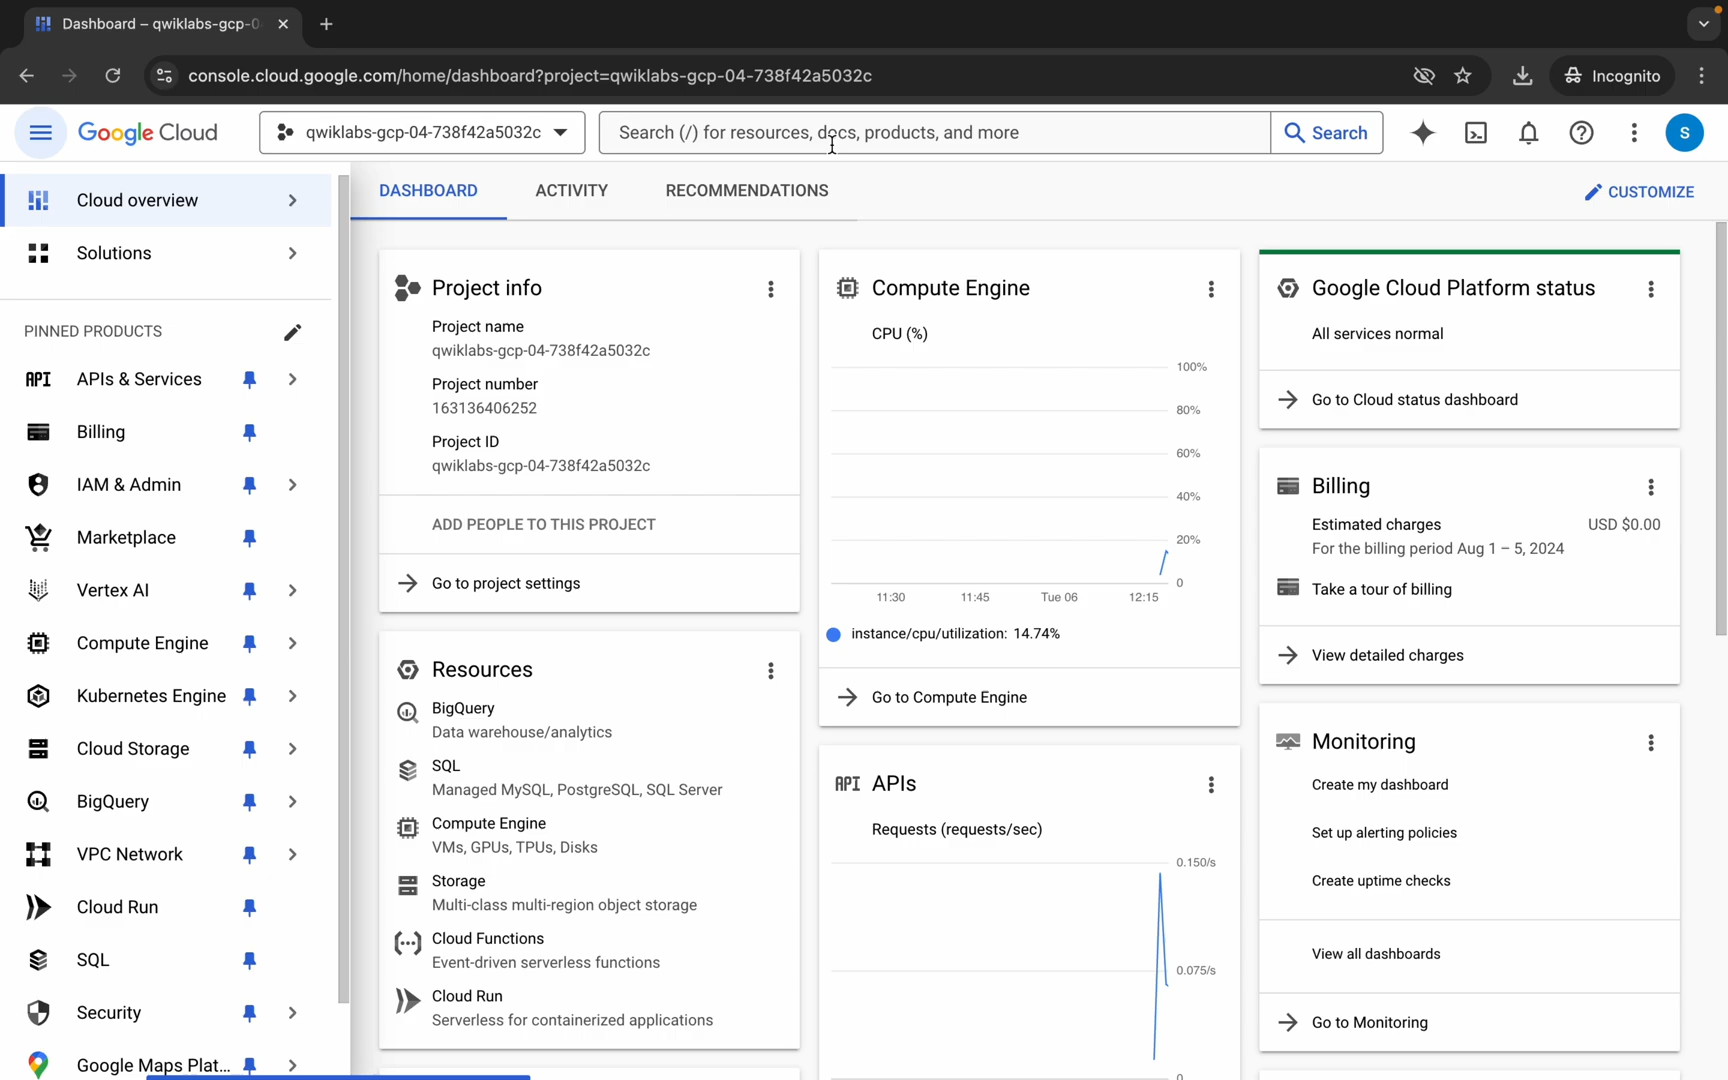 Dashboard – qwiklabs-gcp-0
console.cloud.google.com/home/dashboard?project=qwiklabs-gcp-04-738f42a5032c
Incognito
Google Cloud
qwiklabs-gcp-04-738f42a5032c
Search (/) for resources, docs, products, and more
Search
S
Cloud overview
Solutions
PINNED PRODUCTS
API APIs & Services
Billing
IAM & Admin
Marketplace
Vertex AI
Compute Engine
Kubernetes Engine
Cloud Storage
BigQuery
VPC Network
Cloud Run
SQL
Security
Google Maps Plat...
DASHBOARD
ACTIVITY
RECOMMENDATIONS
CUSTOMIZE
Project info
Project name
qwiklabs-gcp-04-738f42a5032c
Project number
163136406252
Project ID
qwiklabs-gcp-04-738f42a5032c
ADD PEOPLE TO THIS PROJECT
Go to project settings
Resources
BigQuery
Data warehouse/analytics
SQL
Managed MySQL, PostgreSQL, SQL Server
Compute Engine
VMs, GPUs, TPUs, Disks
Storage
Multi-class multi-region object storage
Cloud Functions
Event-driven serverless functions
Cloud Run
Serverless for containerized applications
Compute Engine
CPU (%)
100%
80%
60%
40%
20%
0
11:30 11:45 Tue 06 12:15
instance/cpu/utilization: 14.74%
Go to Compute Engine
API APIs
Requests (requests/sec)
0.150/s
0.075/s
0
Google Cloud Platform status
All services normal
Go to Cloud status dashboard
Billing
Estimated charges USD $0.00
For the billing period Aug 1 – 5, 2024
Take a tour of billing
View detailed charges
Monitoring
Create my dashboard
Set up alerting policies
Create uptime checks
View all dashboards
Go to Monitoring